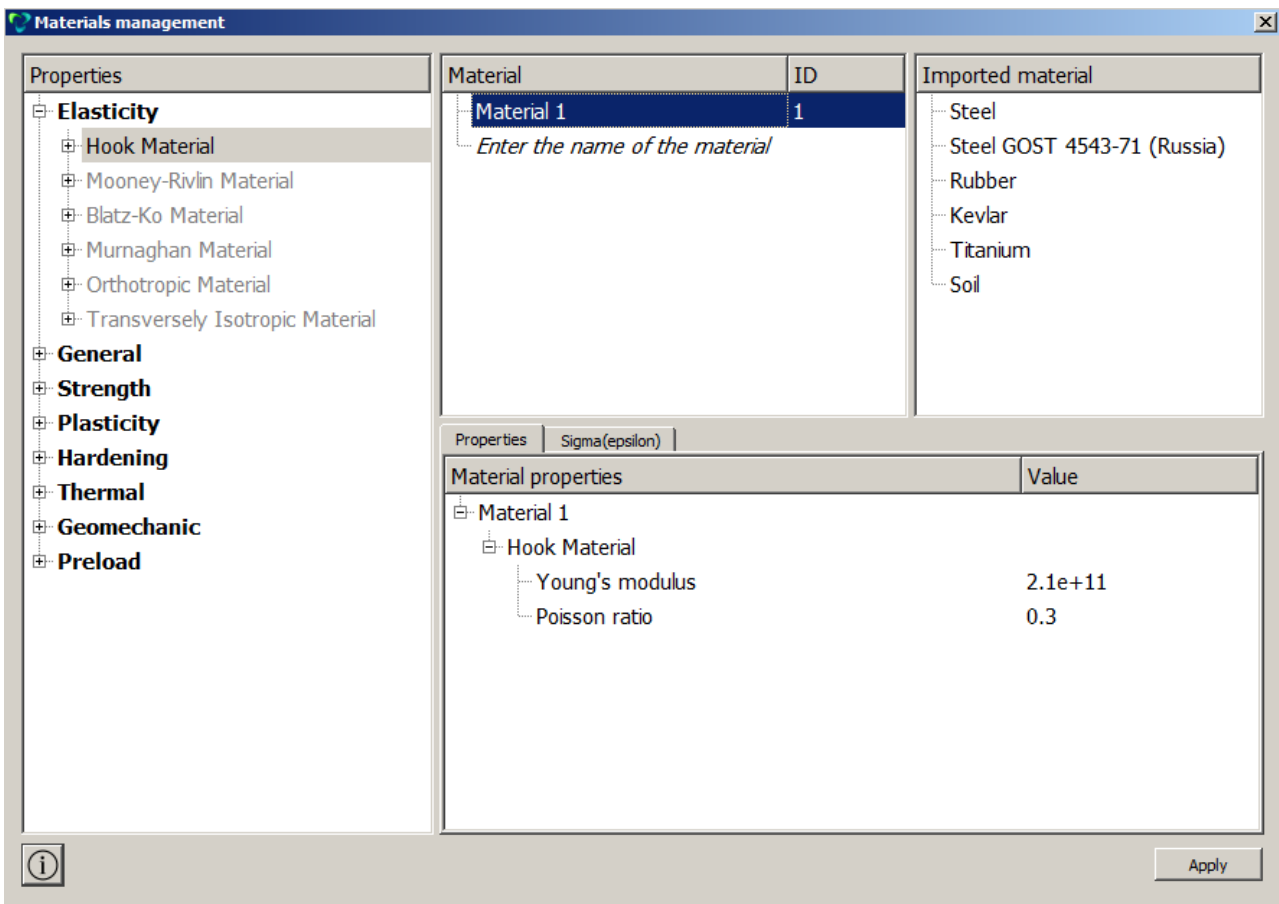 Materials management
Properties
Elasticity
Hook Material
Mooney-Rivlin Material
Blatz-Ko Material
Murnaghan Material
Orthotropic Material
Transversely Isotropic Material
General
Strength
Plasticity
Hardening
Thermal
Geomechanic
Preload
Material ID
Material 1 1
Enter the name of the material
Imported material
Steel
Steel GOST 4543-71 (Russia)
Rubber
Kevlar
Titanium
Soil
Properties Sigma(epsilon)
Material properties Value
Material 1
Hook Material
Young's modulus 2.1e+11
Poisson ratio 0.3
Apply